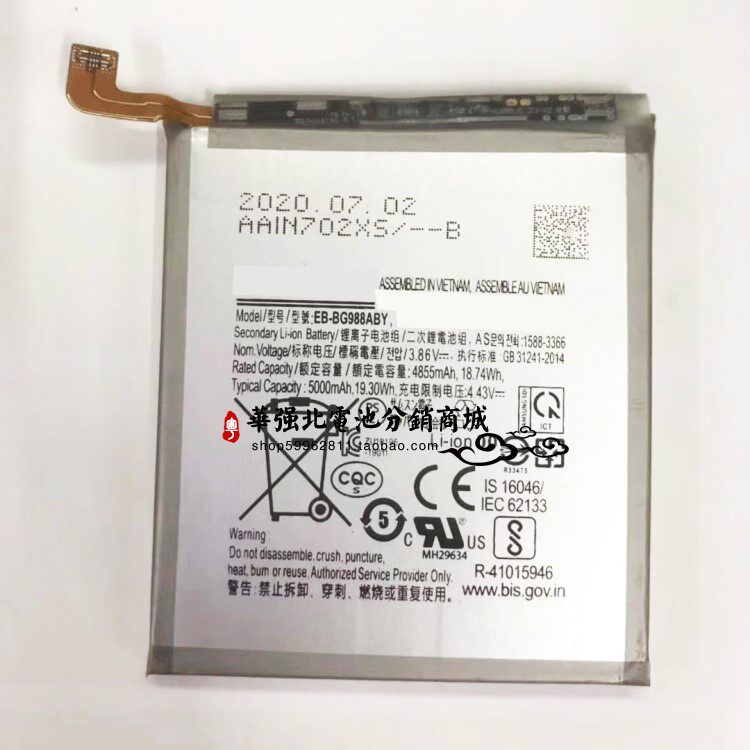 2020.07.02
AA1N702XS/--B
ASSEMBLED IN VIETNAM, ASSEMBLE AU VIETNAM
Model/型号/型號:EB-BG988ABY,
Secondary Li-ion Battery/锂离子电池组/二次鋰電池組, A S문의전화:1588-3366
Nom.Voltage/标称电压/標稱電壓/전압/3.86V⎓, 执行标准:GB 31241-2014
Rated Capacity/额定容量/額定容量/4855mAh,18.74Wh,
Typical Capacity: 5000mAh,19.30Wh,充电限制电压:4.43V⎓
華强北電池分銷商城
shop59962811
PS
SAMSUNG SDI
ICT
R33475
CQC
S
5
CE
IS 16046/
IEC 62133
C
US
MH29634
R-41015946
www.bis.gov.in
Warning
Do not disassemble, crush, puncture,
heat, burn or reuse. Authorized Service Provider Only.
警告:禁止拆卸、穿刺、燃烧或重复使用。